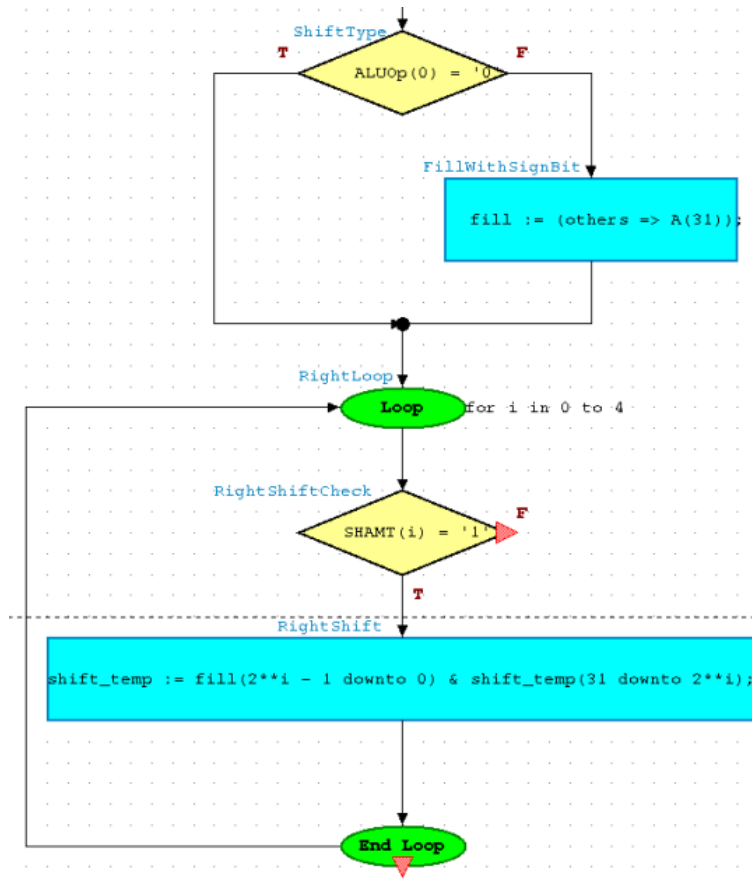 ShiftType
T
F
ALUOp(0) = '0
FillWithSignBit
fill := (others => A(31));
RightLoop
Loop
for i in 0 to 4
RightShiftCheck
F
SHAMT(i) = '1'
T
RightShift
shift_temp := fill(2**i - 1 downto 0) & shift_temp(31 downto 2**i);
End Loop